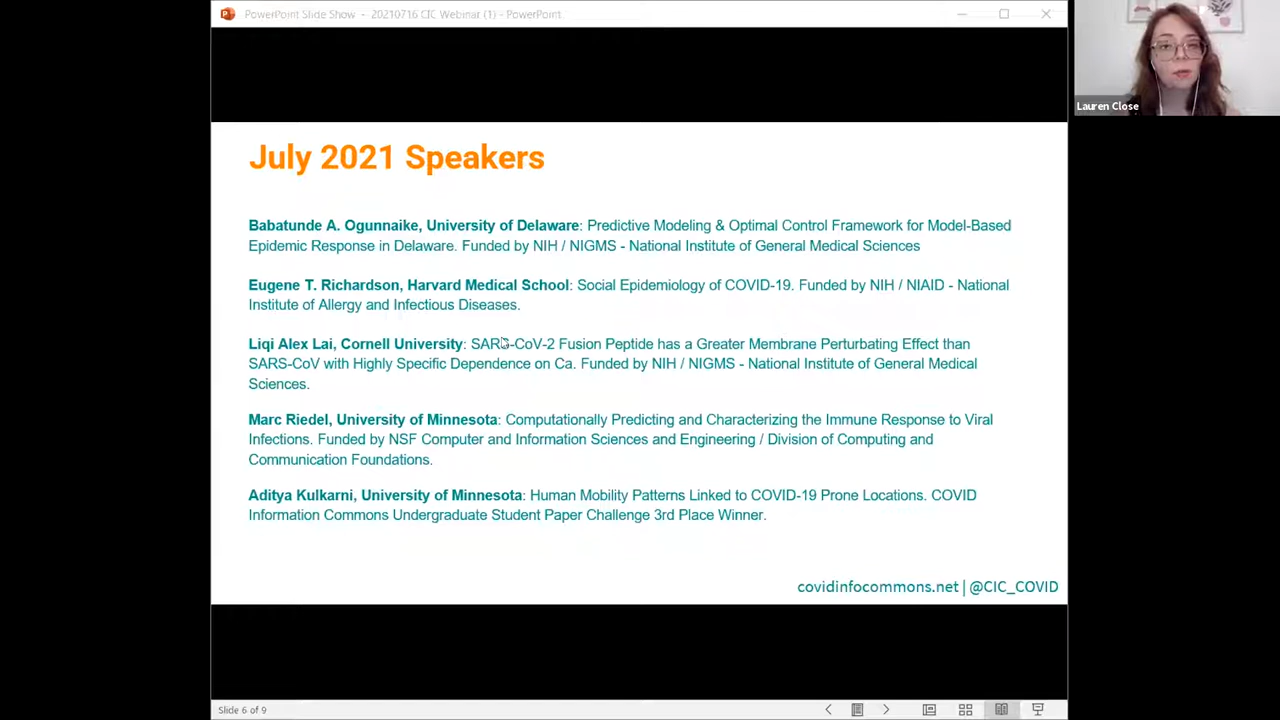 PowerPoint Slide Show - 20210716 CIC Webinar (1) - PowerPoint
Lauren Close
July 2021 Speakers
Babatunde A. Ogunnaike, University of Delaware: Predictive Modeling & Optimal Control Framework for Model-Based
Epidemic Response in Delaware. Funded by NIH / NIGMS - National Institute of General Medical Sciences
Eugene T. Richardson, Harvard Medical School: Social Epidemiology of COVID-19. Funded by NIH / NIAID - National
Institute of Allergy and Infectious Diseases.
Liqi Alex Lai, Cornell University: SARS-CoV-2 Fusion Peptide has a Greater Membrane Perturbating Effect than
SARS-CoV with Highly Specific Dependence on Ca. Funded by NIH / NIGMS - National Institute of General Medical
Sciences.
Marc Riedel, University of Minnesota: Computationally Predicting and Characterizing the Immune Response to Viral
Infections. Funded by NSF Computer and Information Sciences and Engineering / Division of Computing and
Communication Foundations.
Aditya Kulkarni, University of Minnesota: Human Mobility Patterns Linked to COVID-19 Prone Locations. COVID
Information Commons Undergraduate Student Paper Challenge 3rd Place Winner.
covidinfocommons.net | @CIC_COVID
Slide 6 of 9